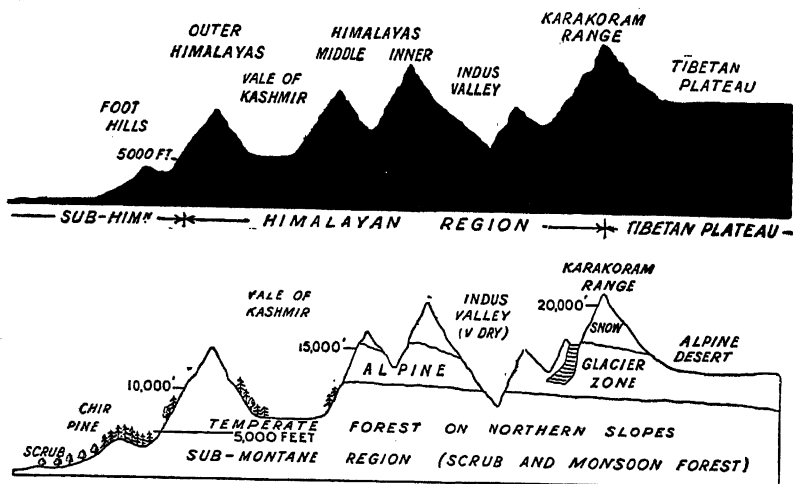 OUTER
HIMALAYAS
HIMALAYAS
MIDDLE INNER
KARAKORAM
RANGE
VALE OF
KASHMIR
INDUS
VALLEY
TIBETAN
PLATEAU
FOOT
HILLS
5000 FT.
SUB-HIMN
HIMALAYAN REGION
TIBETAN PLATEAU
VALE OF
KASHMIR
INDUS
VALLEY
(V DRY)
KARAKORAM
RANGE
20,000'
SNOW
15,000'
ALPINE
GLACIER
ZONE
ALPINE
DESERT
10,000'
CHIR
PINE
SCRUB
TEMPERATE FOREST ON NORTHERN SLOPES
5,000 FEET
SUB-MONTANE REGION (SCRUB AND MONSOON FOREST)